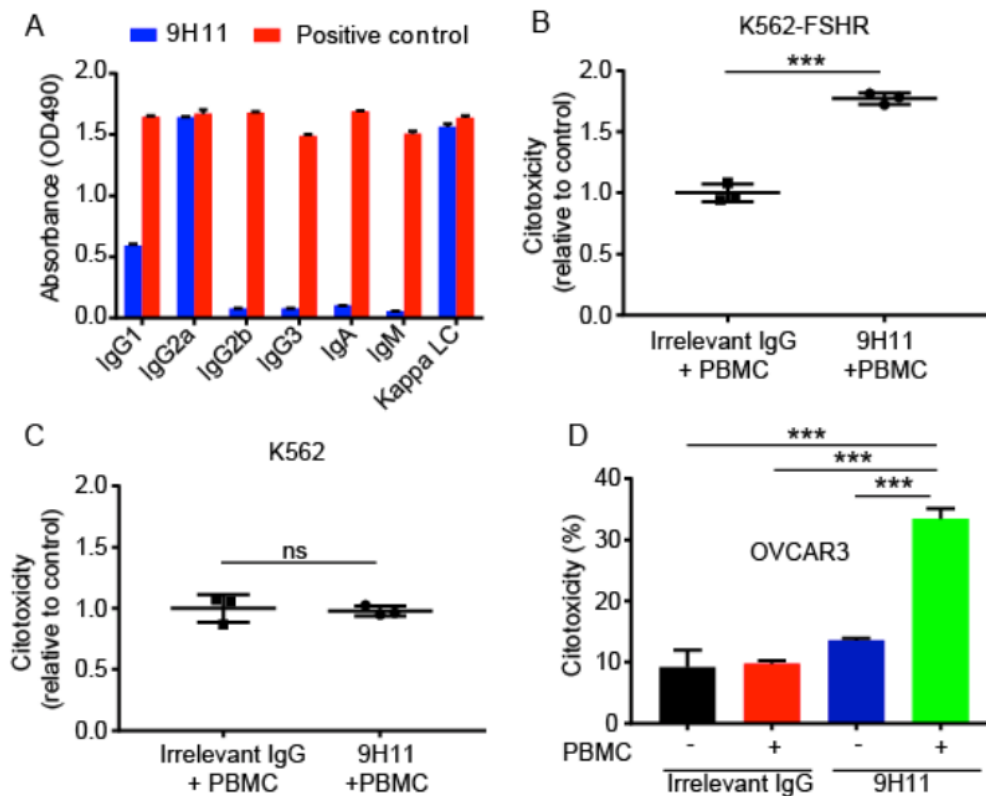 A
9H11 Positive control
Absorbance (OD490)
2.0
1.5
1.0
0.5
0.0
IgG1
IgG2a
IgG2b
IgG3
IgA
IgM
Kappa LC
B
K562-FSHR
***
Citotoxicity
(relative to control)
2.0
1.5
1.0
0.5
0.0
Irrelevant IgG
+ PBMC
9H11
+PBMC
C
K562
ns
Citotoxicity
(relative to control)
2.0
1.5
1.0
0.5
0.0
Irrelevant IgG
+ PBMC
9H11
+PBMC
D
***
***
***
OVCAR3
Citotoxicity (%)
40
30
20
10
0
PBMC - + - +
Irrelevant IgG 9H11